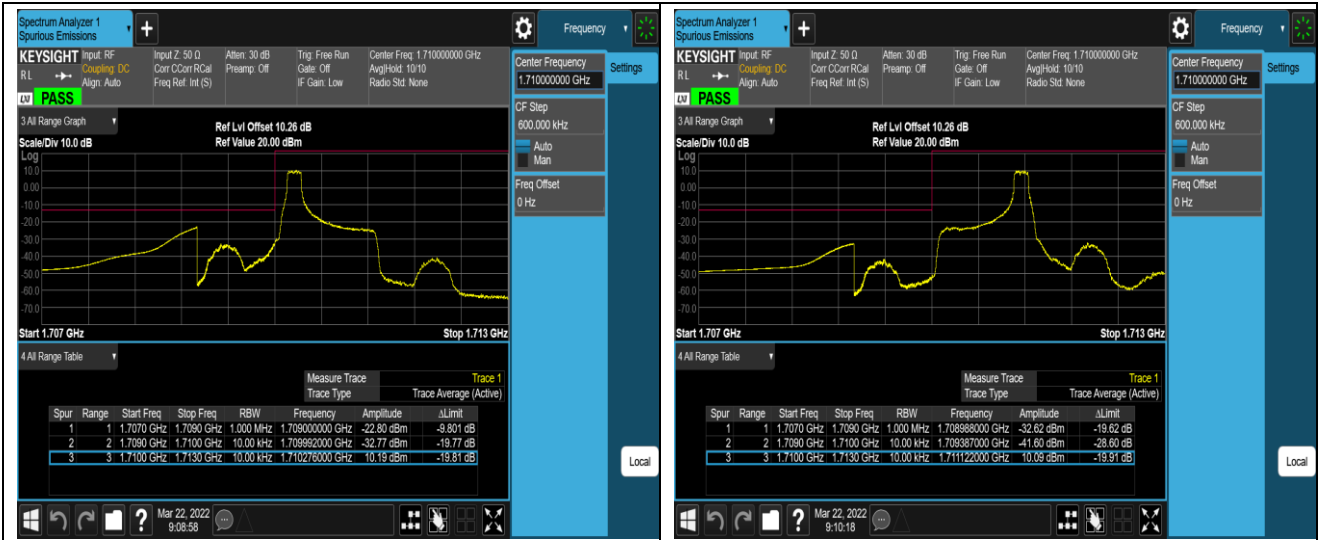 Spectrum Analyzer 1
Spurious Emissions
+
Frequency
KEYSIGHT Input: RF Input Z: 50 Ω Atten: 30 dB Trig: Free Run Center Freq: 1.710000000 GHz
RL Coupling: DC Corr CCorr RCal Preamp: Off Gate: Off Avg|Hold: 10/10
Align: Auto Freq Ref: Int (S) IF Gain: Low Radio Std: None
LXI PASS
3 All Range Graph
Ref Lvl Offset 10.26 dB
Scale/Div 10.0 dB Ref Value 20.00 dBm
Log
10.0
0.00
-10.0
-20.0
-30.0
-40.0
-50.0
-60.0
-70.0
Start 1.707 GHz Stop 1.713 GHz
4 All Range Table
Measure Trace Trace 1
Trace Type Trace Average (Active)
Spur Range Start Freq Stop Freq RBW Frequency Amplitude ΔLimit
1 1 1.7070 GHz 1.7090 GHz 1.000 MHz 1.709000000 GHz -22.80 dBm -9.801 dB
2 2 1.7090 GHz 1.7100 GHz 10.00 kHz 1.709992000 GHz -32.77 dBm -19.77 dB
3 3 1.7100 GHz 1.7130 GHz 10.00 kHz 1.710276000 GHz 10.19 dBm -19.81 dB
Center Frequency
1.710000000 GHz
Settings
CF Step
600.000 kHz
Auto
Man
Freq Offset
0 Hz
Local
?
Mar 22, 2022
9:08:58
Spectrum Analyzer 1
Spurious Emissions
+
Frequency
KEYSIGHT Input: RF Input Z: 50 Ω Atten: 30 dB Trig: Free Run Center Freq: 1.710000000 GHz
RL Coupling: DC Corr CCorr RCal Preamp: Off Gate: Off Avg|Hold: 10/10
Align: Auto Freq Ref: Int (S) IF Gain: Low Radio Std: None
LXI PASS
3 All Range Graph
Ref Lvl Offset 10.26 dB
Scale/Div 10.0 dB Ref Value 20.00 dBm
Log
10.0
0.00
-10.0
-20.0
-30.0
-40.0
-50.0
-60.0
-70.0
Start 1.707 GHz Stop 1.713 GHz
4 All Range Table
Measure Trace Trace 1
Trace Type Trace Average (Active)
Spur Range Start Freq Stop Freq RBW Frequency Amplitude ΔLimit
1 1 1.7070 GHz 1.7090 GHz 1.000 MHz 1.708988000 GHz -32.62 dBm -19.62 dB
2 2 1.7090 GHz 1.7100 GHz 10.00 kHz 1.709387000 GHz -41.60 dBm -28.60 dB
3 3 1.7100 GHz 1.7130 GHz 10.00 kHz 1.711122000 GHz 10.09 dBm -19.91 dB
Center Frequency
1.710000000 GHz
Settings
CF Step
600.000 kHz
Auto
Man
Freq Offset
0 Hz
Local
?
Mar 22, 2022
9:10:18